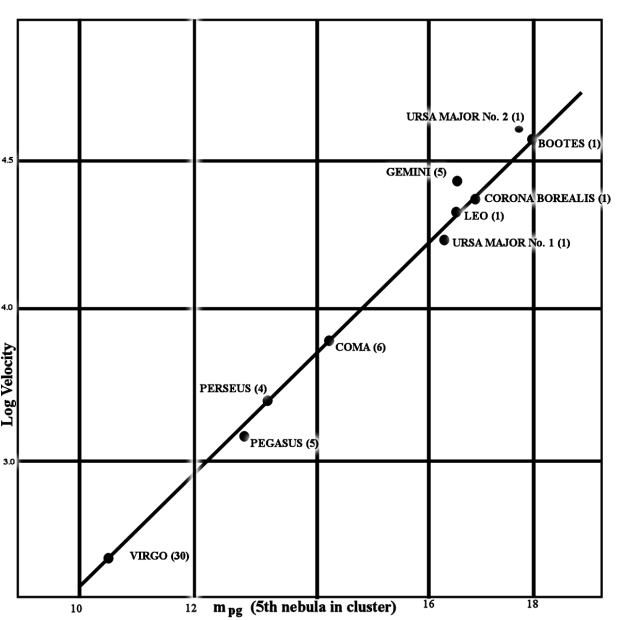 URSA MAJOR No. 2 (1)
BOOTES (1)
4.5
GEMINI (5)
CORONA BOREALIS (1)
LEO (1)
URSA MAJOR No. 1 (1)
4.0
COMA (6)
Log Velocity
PERSEUS (4)
PEGASUS (5)
3.0
VIRGO (30)
10 12 m pg (5th nebula in cluster) 16 18